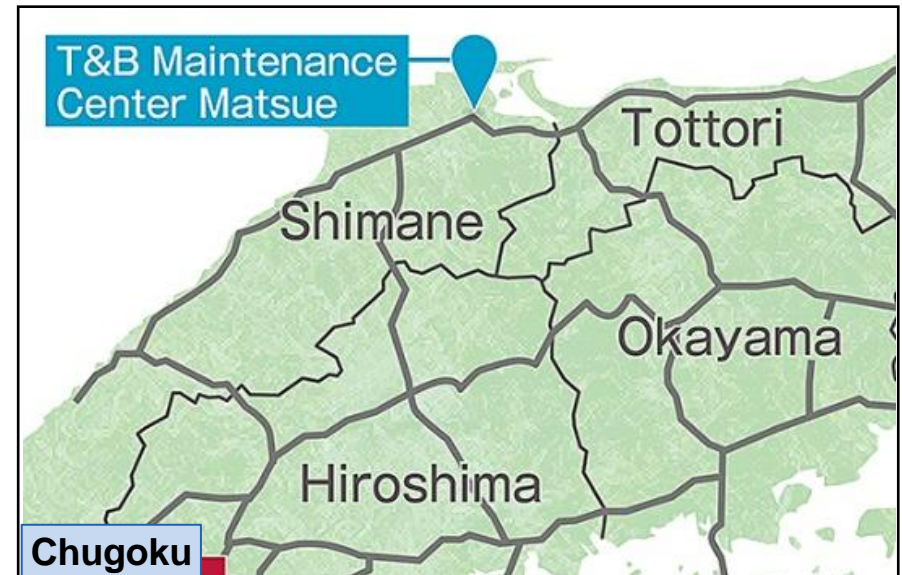 T&B Maintenance
Center Matsue
Tottori
Shimane
Okayama
Hiroshima
Chugoku